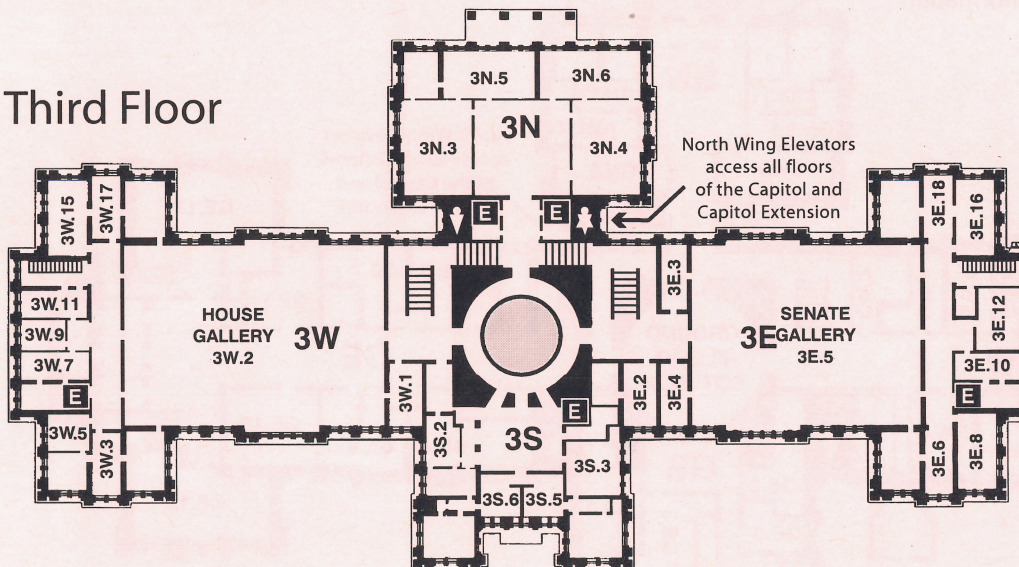 Third Floor
3N.5
3N.6
3N
3N.3
3N.4
North Wing Elevators
access all floors
of the Capitol and
Capitol Extension
E
E
3W.15
3W.17
3W.11
3W.9
3W.7
E
3W.5
3W.3
HOUSE
GALLERY
3W.2
3W
3W.1
3S.2
3S
E
3S.3
3S.6
3S.5
3E.3
3E.2
3E.4
SENATE
GALLERY
3E.5
3E
3E.18
3E.16
3E.12
3E.10
E
3E.6
3E.8